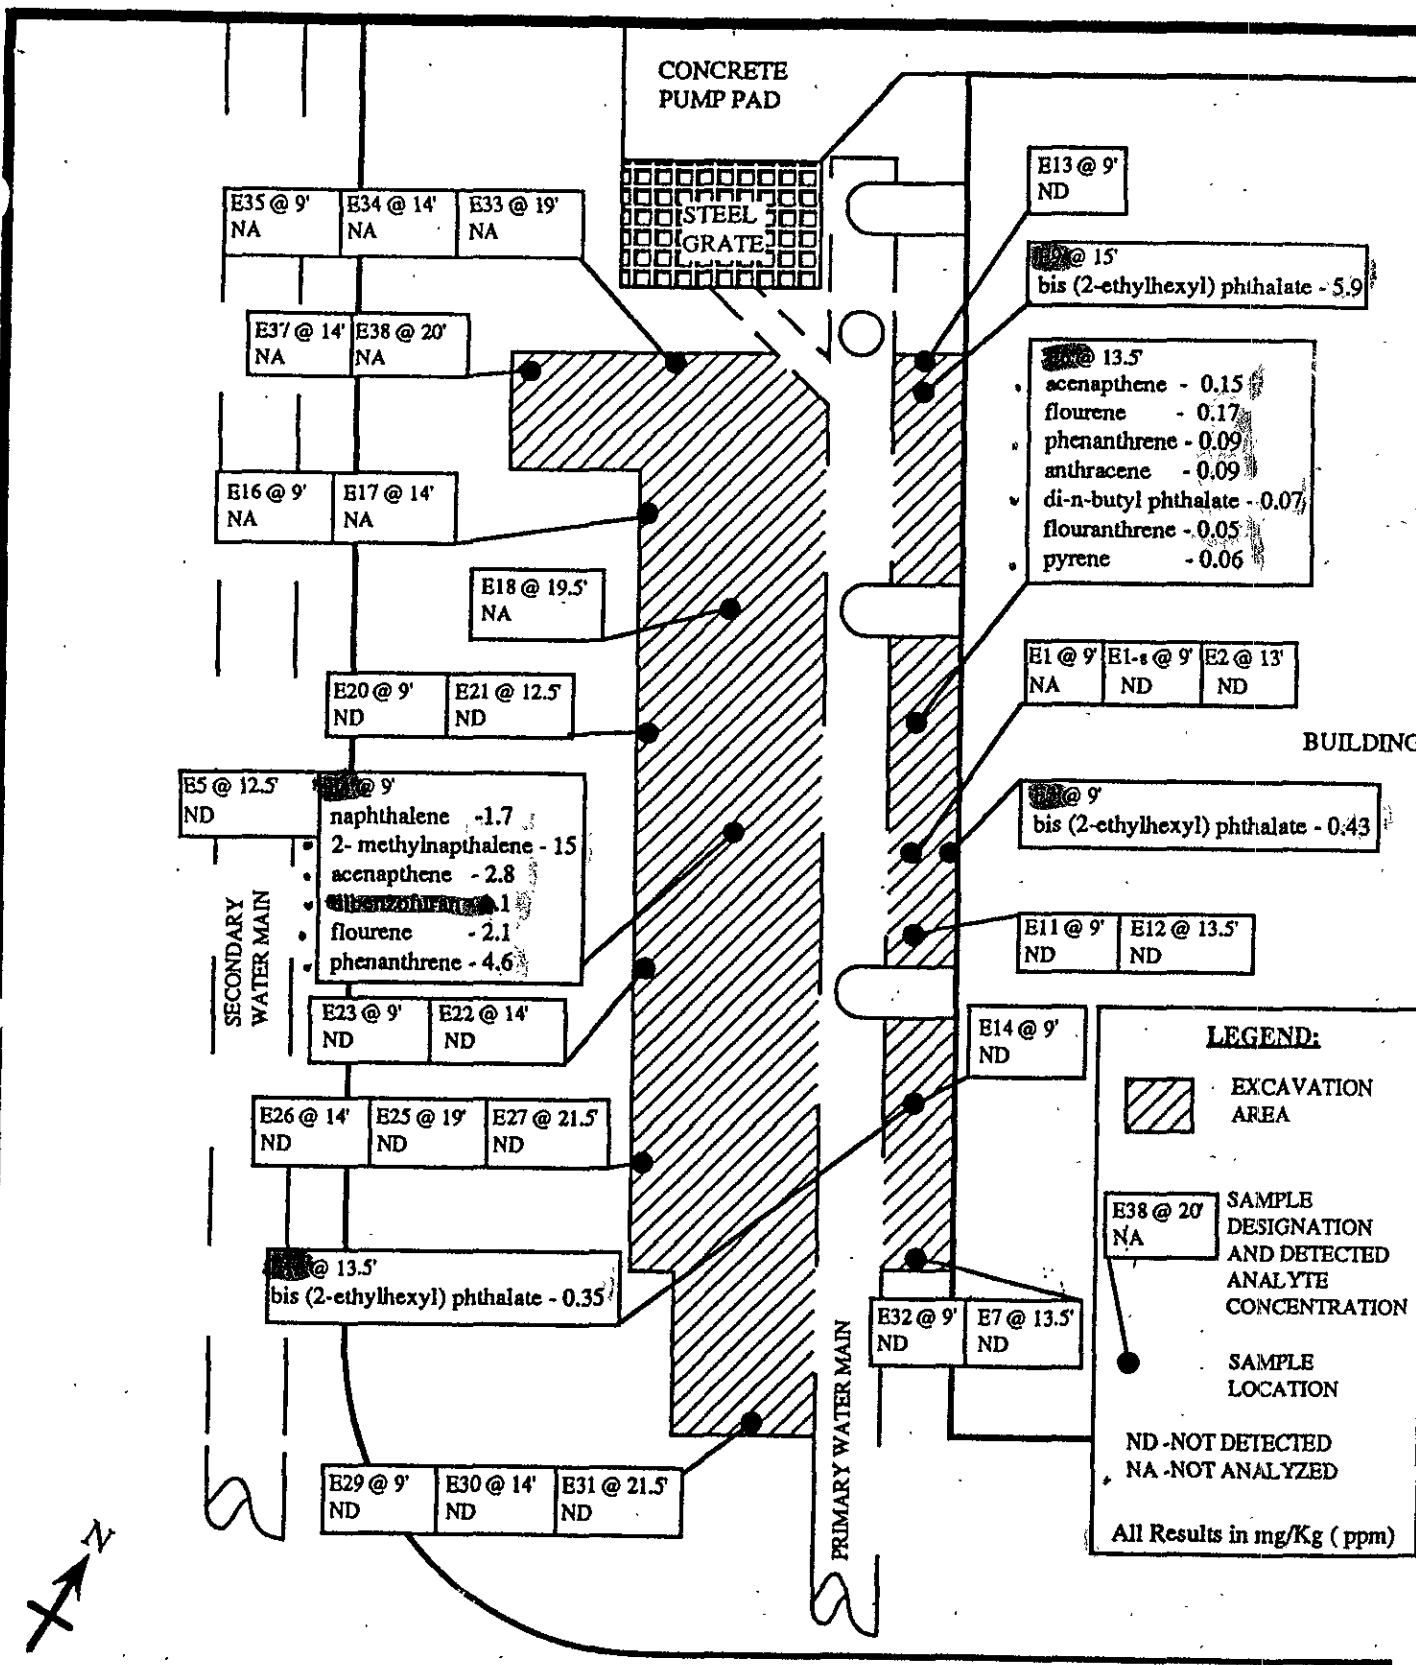 CONCRETE
PUMP PAD
STEEL
GRATE
E13 @ 9'
ND
E35 @ 9' E34 @ 14' E33 @ 19'
NA NA NA
@ 15'
bis (2-ethylhexyl) phthalate - 5.9
E37 @ 14' E38 @ 20'
NA NA
@ 13.5'
acenapthene - 0.15
flourene - 0.17
phenanthrene - 0.09
anthracene - 0.09
di-n-butyl phthalate - 0.07
flouranthrene - 0.05
pyrene - 0.06
E16 @ 9' E17 @ 14'
NA NA
E18 @ 19.5'
NA
E1 @ 9' E1-s @ 9' E2 @ 13'
NA ND ND
E20 @ 9' E21 @ 12.5'
ND ND
BUILDING
E5 @ 12.5'
ND
@ 9'
naphthalene -1.7
2- methylnapthalene - 15
acenapthene - 2.8
dibenzofuran
flourene - 2.1
phenanthrene - 4.6
@ 9'
bis (2-ethylhexyl) phthalate - 0.43
SECONDARY
WATER MAIN
E11 @ 9' E12 @ 13.5'
ND ND
E23 @ 9' E22 @ 14'
ND ND
E14 @ 9'
ND
E26 @ 14' E25 @ 19' E27 @ 21.5'
ND ND ND
@ 13.5'
bis (2-ethylhexyl) phthalate - 0.35
E32 @ 9' E7 @ 13.5'
ND ND
PRIMARY WATER MAIN
E29 @ 9' E30 @ 14' E31 @ 21.5'
ND ND ND
N
LEGEND:
EXCAVATION
AREA
E38 @ 20'
NA
SAMPLE
DESIGNATION
AND DETECTED
ANALYTE
CONCENTRATION
SAMPLE
LOCATION
ND -NOT DETECTED
NA -NOT ANALYZED
All Results in mg/Kg ( ppm)